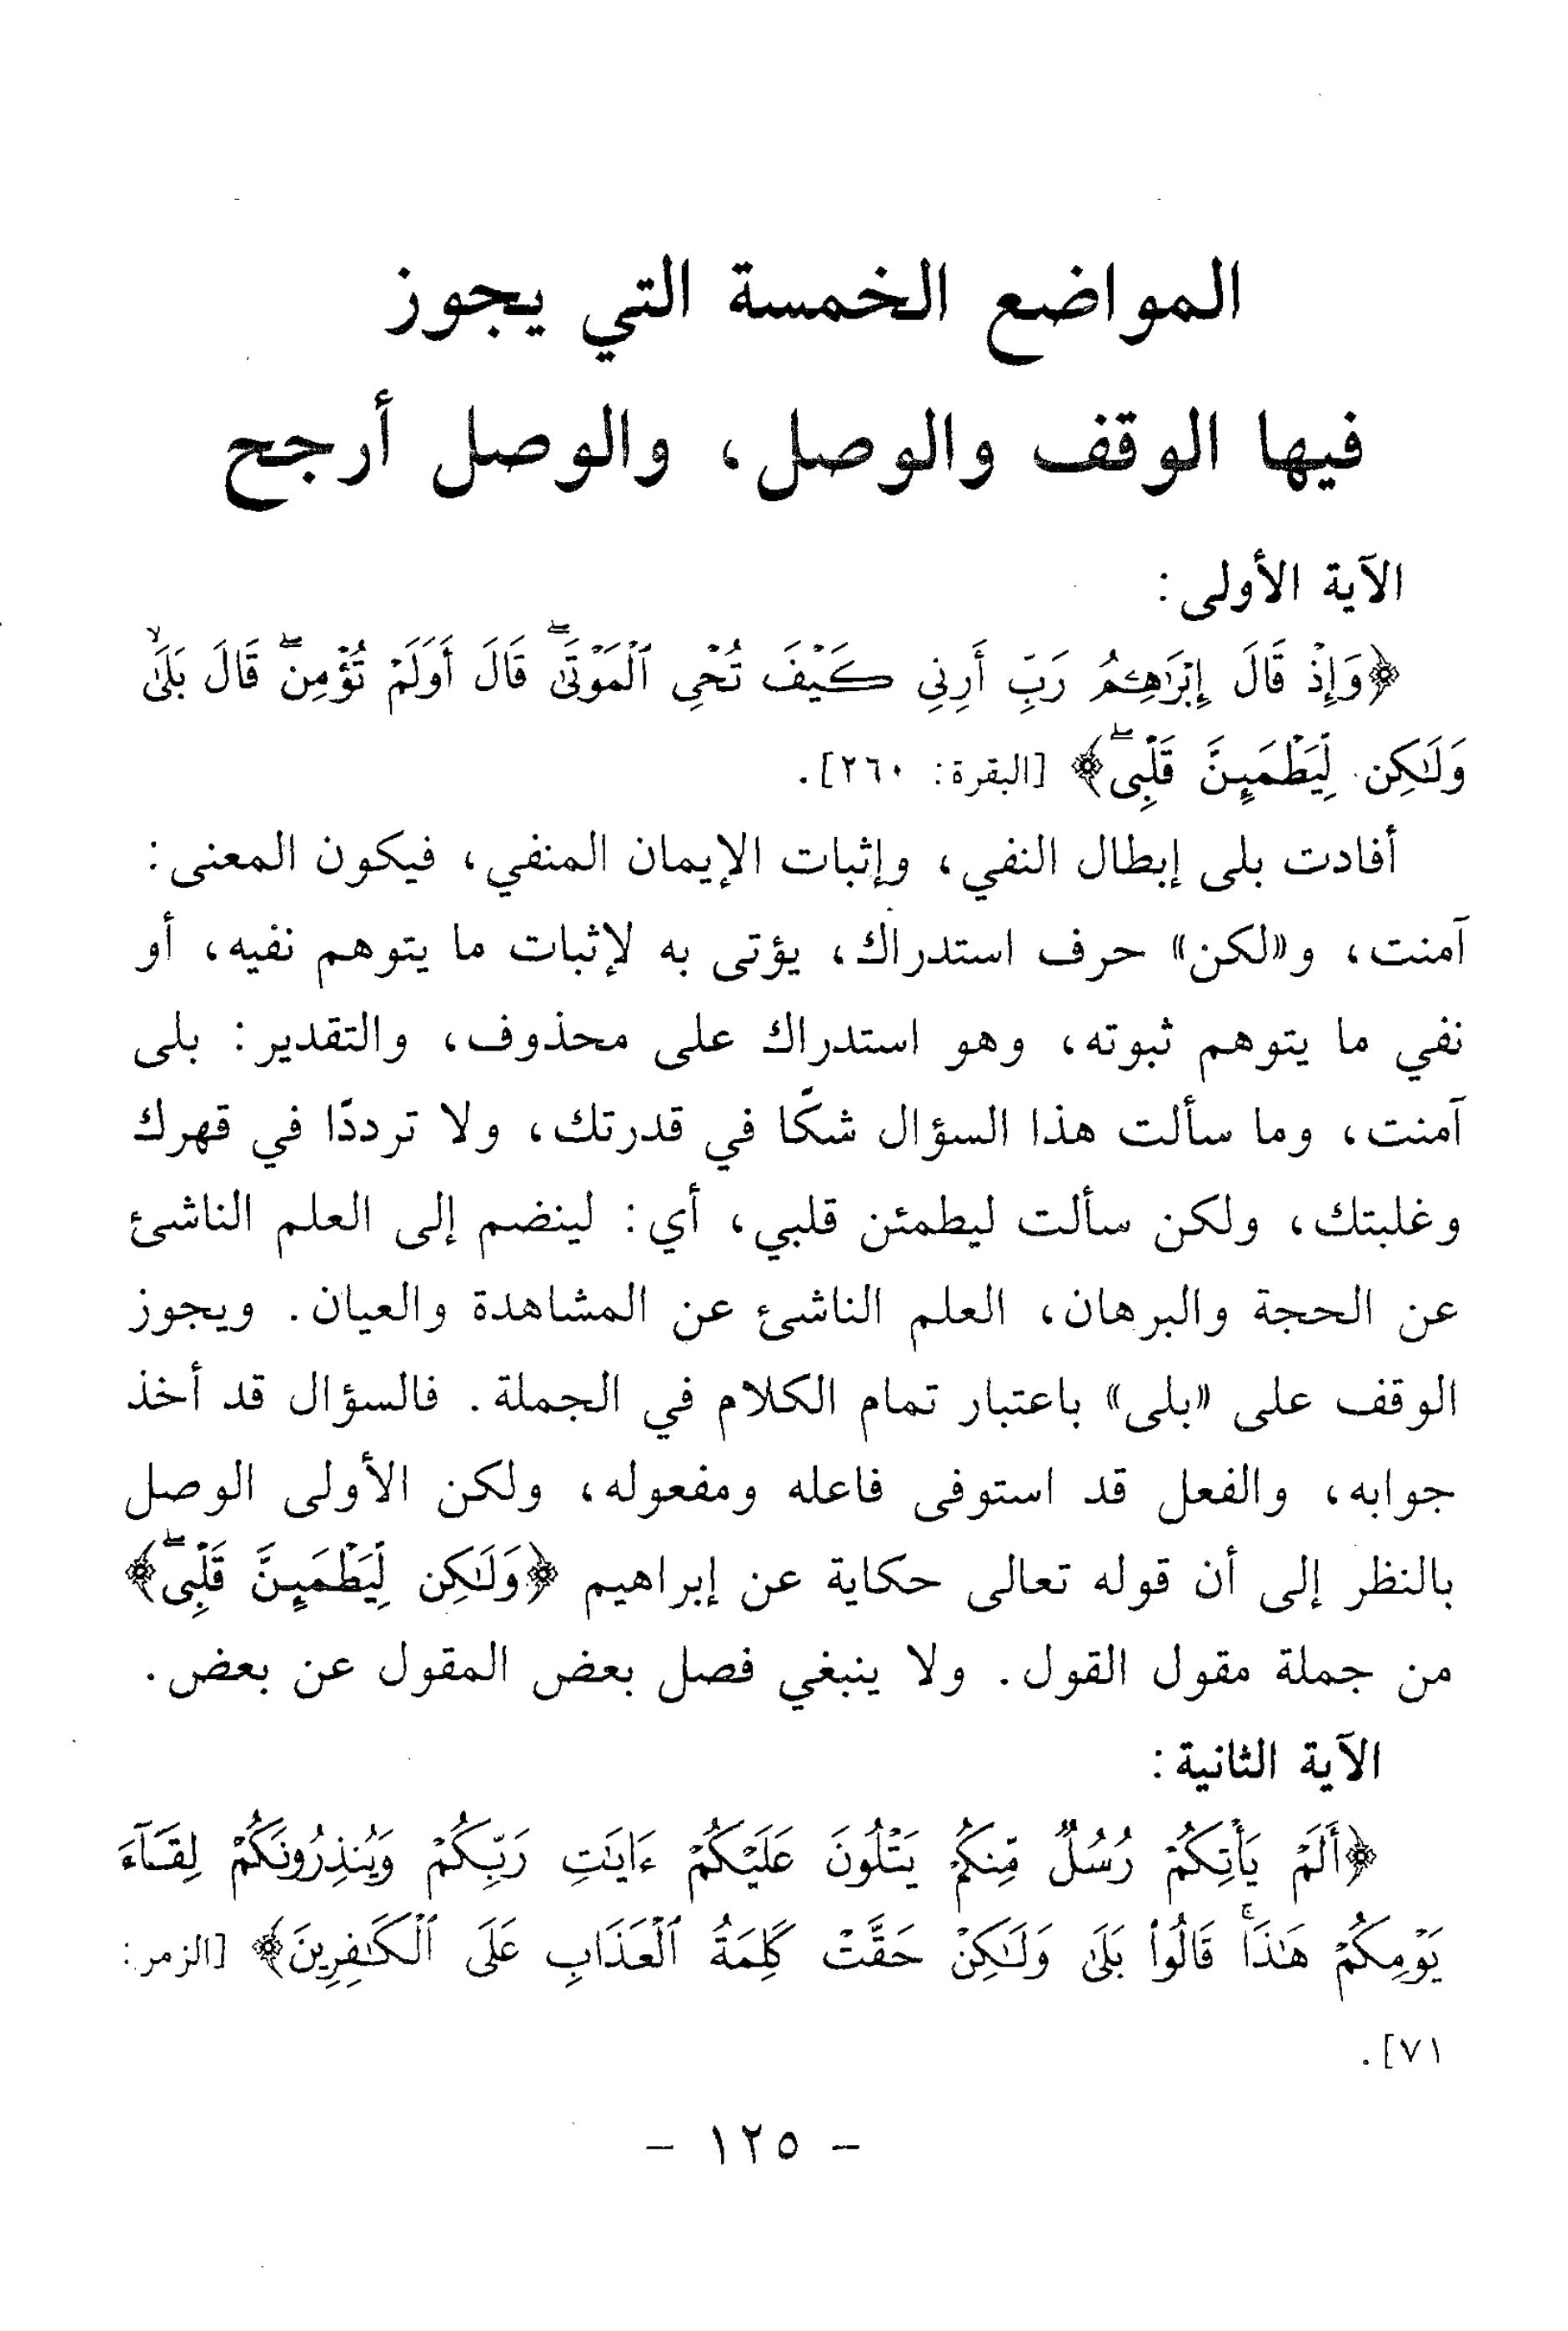 المواضع الخمسة التي يجوز
فيها الوقف والوصل، والوصل أرجح
الآية الأولى:
﴿وَإِذْ قَالَ إِبْرَٰهِـۧمُ رَبِّ أَرِنِي كَيْفَ تُحْيِ ٱلْمَوْتَىٰۖ قَالَ أَوَلَمْ تُؤْمِنۖ قَالَ بَلَىٰۙ
وَلَـٰكِن لِّيَطْمَئِنَّ قَلْبِيۖ﴾ [البقرة: ٢٦٠].
أفادت بلى إبطال النفي، وإثبات الإيمان المنفي، فيكون المعنى:
آمنت، و«لكن» حرف استدراك، يؤتى به لإثبات ما يتوهم نفيه، أو
نفي ما يتوهم ثبوته، وهو استدراك على محذوف، والتقدير: بلى
آمنت، وما سألت هذا السؤال شكًا في قدرتك، ولا ترددًا في قهرك
وغلبتك، ولكن سألت ليطمئن قلبي، أي: لينضم إلى العلم الناشئ
عن الحجة والبرهان، العلم الناشئ عن المشاهدة والعيان. ويجوز
الوقف على «بلى» باعتبار تمام الكلام في الجملة. فالسؤال قد أخذ
جوابه، والفعل قد استوفى فاعله ومفعوله، ولكن الأولى الوصل
بالنظر إلى أن قوله تعالى حكاية عن إبراهيم ﴿وَلَـٰكِن لِّيَطْمَئِنَّ قَلْبِيۖ﴾
من جملة مقول القول. ولا ينبغي فصل بعض المقول عن بعض.
الآية الثانية:
﴿أَلَمْ يَأْتِكُمْ رُسُلٌ مِّنكُمْ يَتْلُونَ عَلَيْكُمْ ءَايَـٰتِ رَبِّكُمْ وَيُنذِرُونَكُمْ لِقَآءَ
يَوْمِكُمْ هَـٰذَاۚ قَالُوا۟ بَلَىٰ وَلَـٰكِنْ حَقَّتْ كَلِمَةُ ٱلْعَذَابِ عَلَى ٱلْكَـٰفِرِينَ﴾ [الزمر:
٧١].
- ١٢٥ -